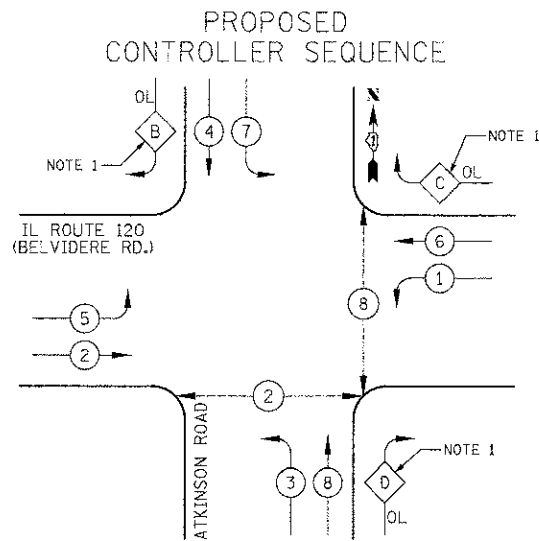 PROPOSED
CONTROLLER SEQUENCE
OL
B
4
7
N
NOTE 1
NOTE 1
C
OL
IL ROUTE 120
(BELVIDERE RD.)
6
1
5
8
2
2
ATKINSON ROAD
3
8
D
NOTE 1
OL